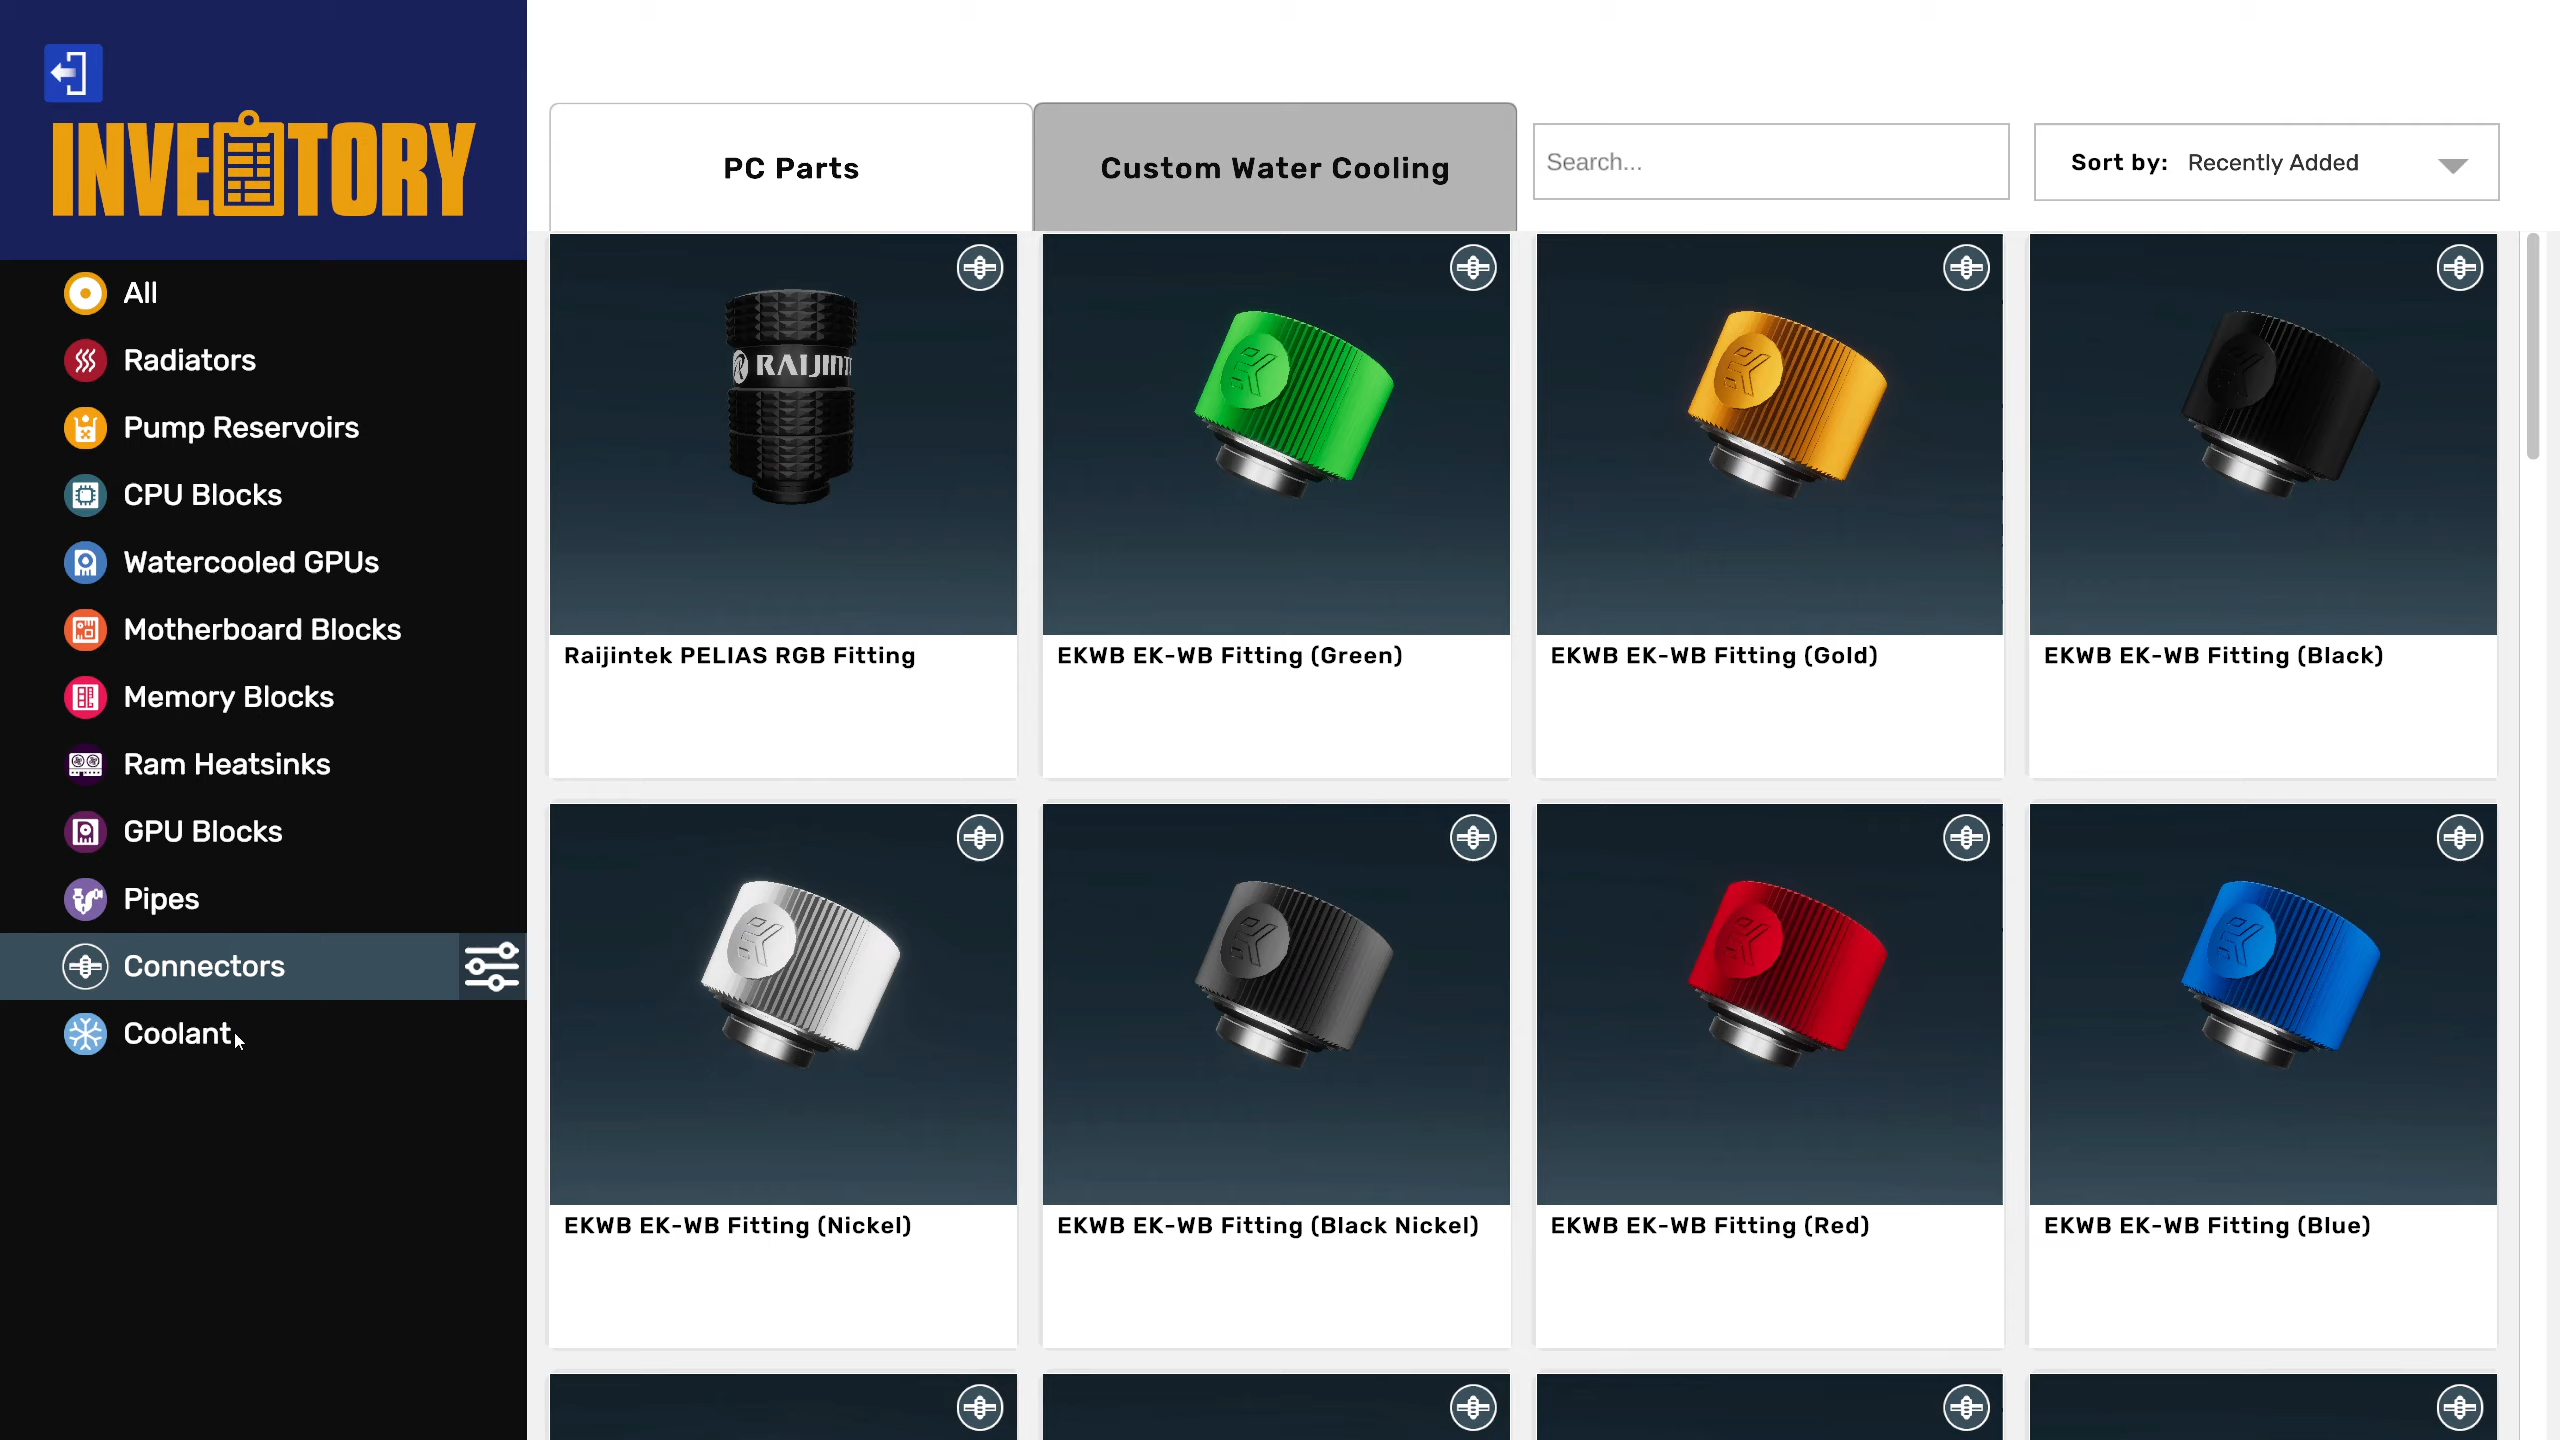 INVENTORY
PC Parts
Custom Water Cooling
Search...
Sort by: Recently Added
All
Radiators
Pump Reservoirs
CPU Blocks
Watercooled GPUs
Motherboard Blocks
Memory Blocks
Ram Heatsinks
GPU Blocks
Pipes
Connectors
Coolant
Raijintek PELIAS RGB Fitting
EKWB EK-WB Fitting (Green)
EKWB EK-WB Fitting (Gold)
EKWB EK-WB Fitting (Black)
EKWB EK-WB Fitting (Nickel)
EKWB EK-WB Fitting (Black Nickel)
EKWB EK-WB Fitting (Red)
EKWB EK-WB Fitting (Blue)